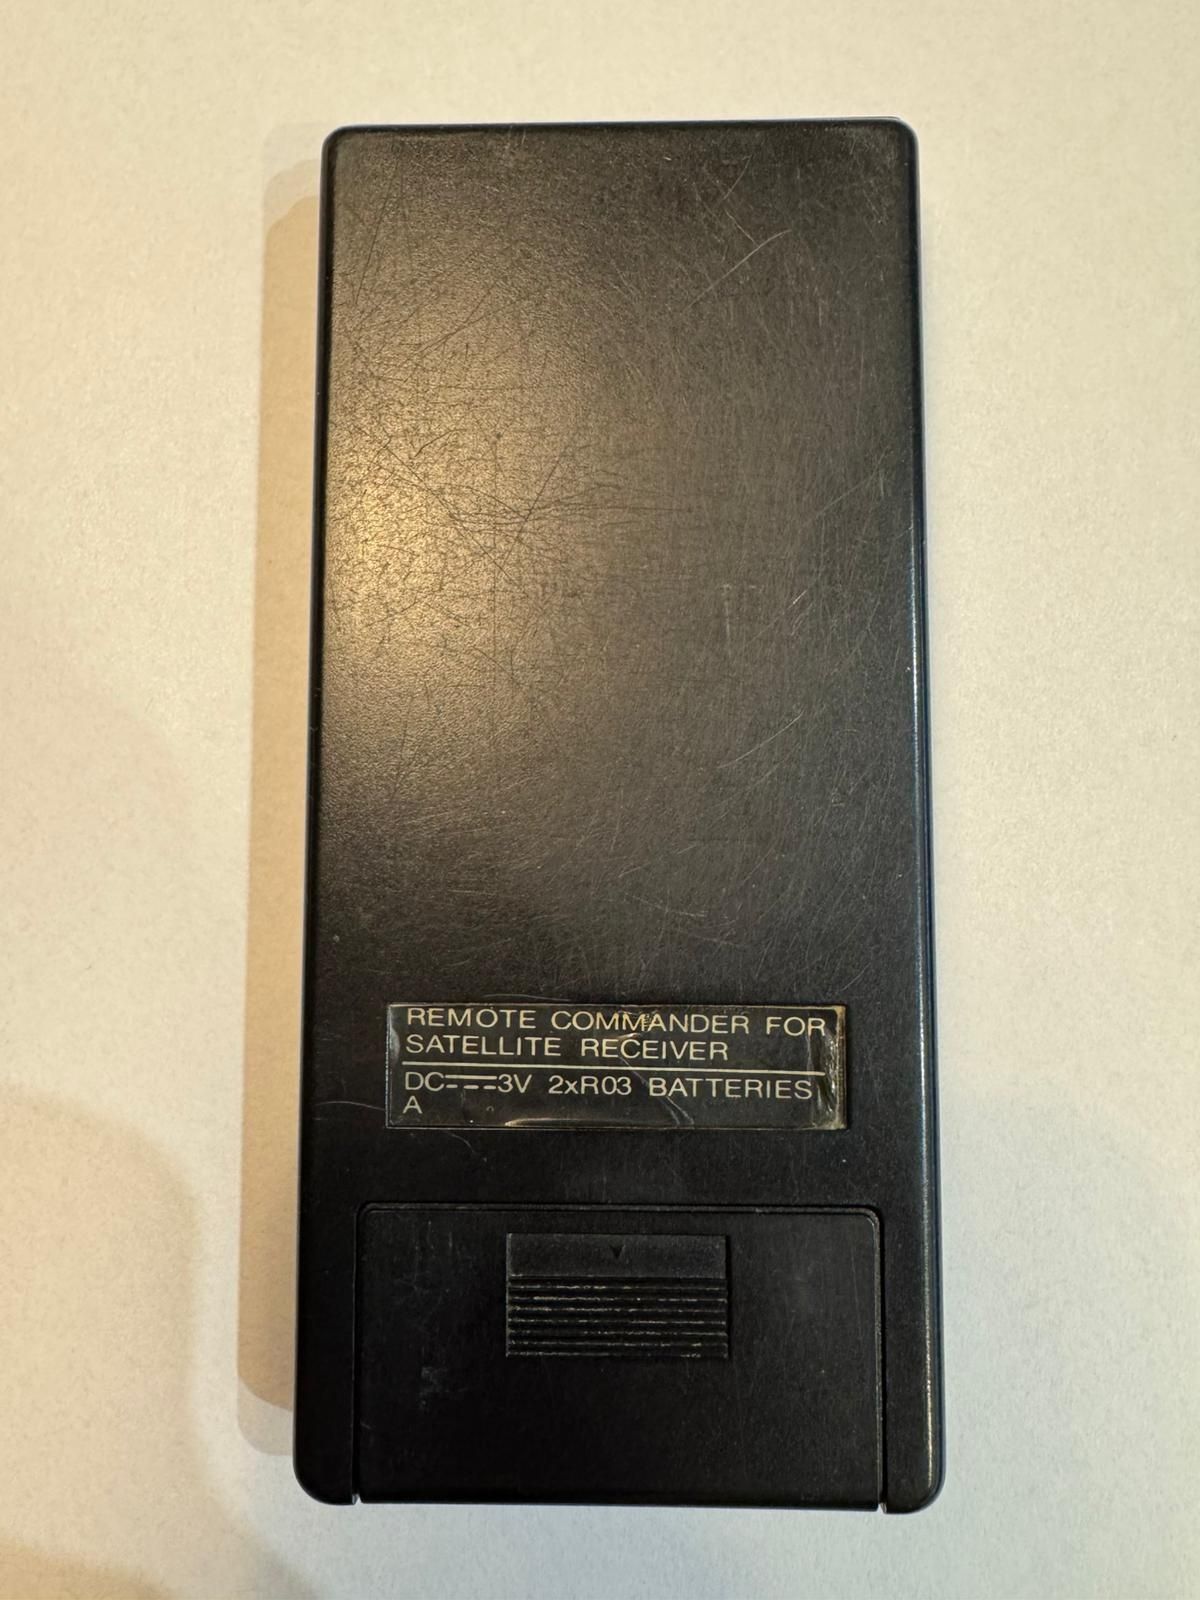 REMOTE COMMANDER FOR
SATELLITE RECEIVER
DC⎓3V 2xR03 BATTERIES
A